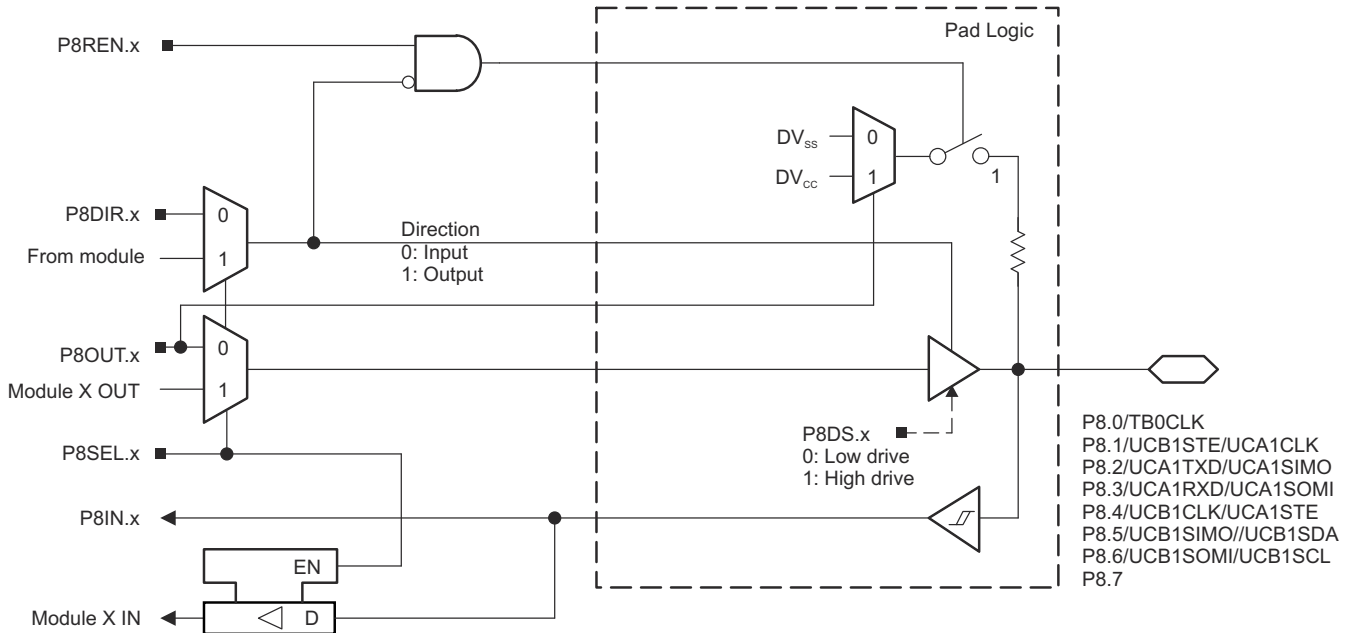 Pad Logic
P8REN.x
DVSS
0
DVCC
1
1
P8DIR.x
0
From module
1
Direction
0: Input
1: Output
P8OUT.x
0
Module X OUT
1
P8SEL.x
P8DS.x
0: Low drive
1: High drive
P8.0/TB0CLK
P8.1/UCB1STE/UCA1CLK
P8.2/UCA1TXD/UCA1SIMO
P8.3/UCA1RXD/UCA1SOMI
P8.4/UCB1CLK/UCA1STE
P8.5/UCB1SIMO//UCB1SDA
P8.6/UCB1SOMI/UCB1SCL
P8.7
P8IN.x
EN
Module X IN
D